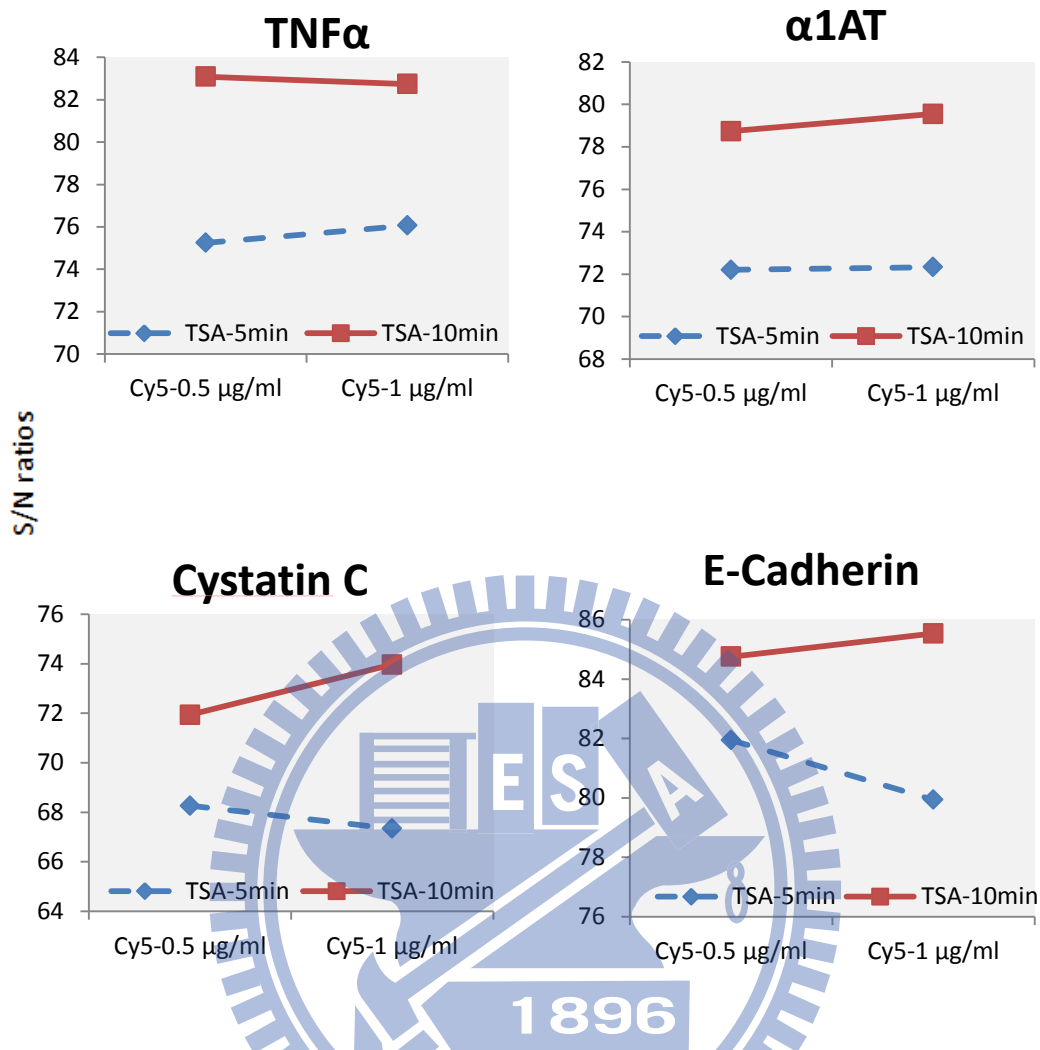 TNFα
84
82
80
78
76
74
72
70
TSA-5min TSA-10min
Cy5-0.5 µg/ml Cy5-1 µg/ml
α1AT
82
80
78
76
74
72
70
68
TSA-5min TSA-10min
Cy5-0.5 µg/ml Cy5-1 µg/ml
S/N ratios
Cystatin C
76
74
72
70
68
66
64
TSA-5min TSA-10min
Cy5-0.5 µg/ml Cy5-1 µg/ml
E-Cadherin
86
84
82
80
78
76
TSA-5min TSA-10min
Cy5-0.5 µg/ml Cy5-1 µg/ml
E S A
8
1896